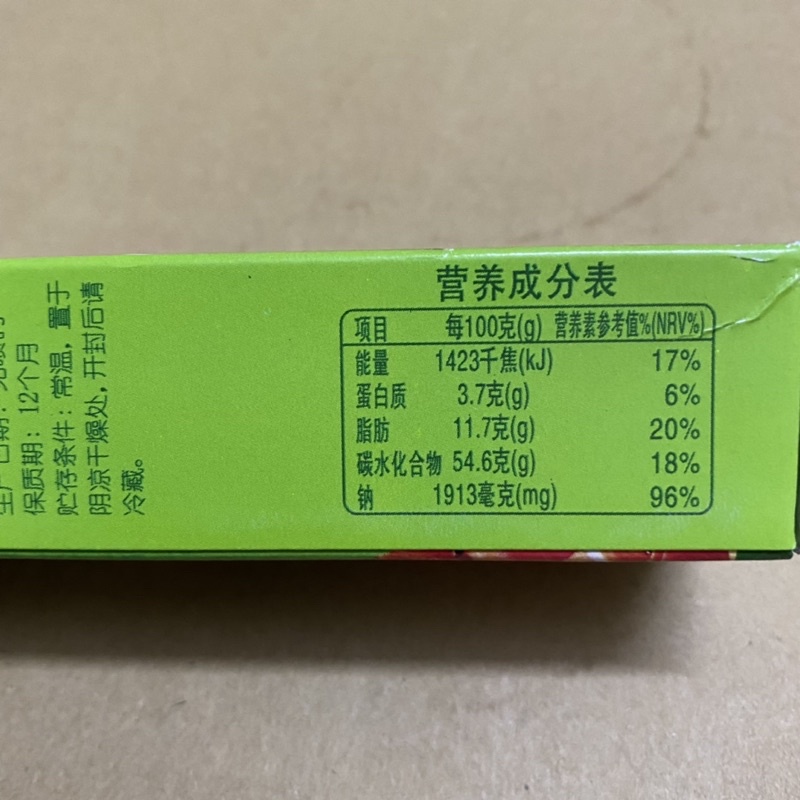 保质期：12个月
贮存条件：常温，置于
阴凉干燥处，开封后请
冷藏。
营养成分表
项目 每100克(g) 营养素参考值%(NRV%)
能量 1423千焦(kJ) 17%
蛋白质 3.7克(g) 6%
脂肪 11.7克(g) 20%
碳水化合物 54.6克(g) 18%
钠 1913毫克(mg) 96%